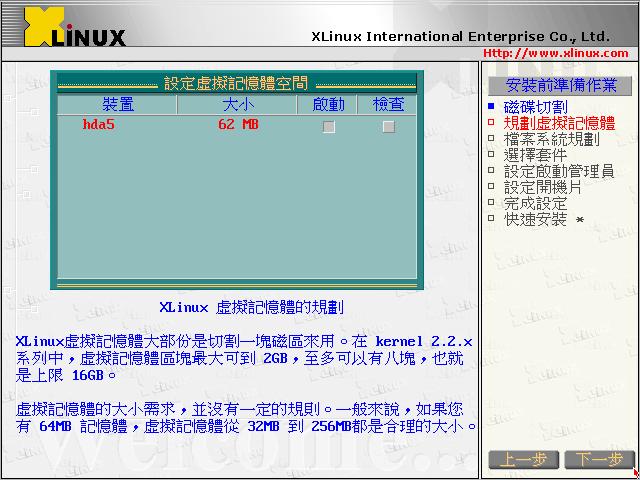 XLinux
XLinux International Enterprise Co., Ltd.
Http://www.xlinux.com
設定虛擬記憶體空間
裝置 大小 啟動 檢查
hda5 62 MB
XLinux 虛擬記憶體的規劃
XLinux虛擬記憶體大部份是切割一塊磁區來用。在 kernel 2.2.x
系列中，虛擬記憶體區塊最大可到 2GB，至多可以有八塊，也就
是上限 16GB。
虛擬記憶體的大小需求，並沒有一定的規則。一般來說，如果您
有 64MB 記憶體，虛擬記憶體從 32MB 到 256MB都是合理的大小。
安裝前準備作業
磁碟切割
規劃虛擬記憶體
檔案系統規劃
選擇套件
設定啟動管理員
設定開機片
完成設定
快速安裝 *
上一步 下一步
welcome...